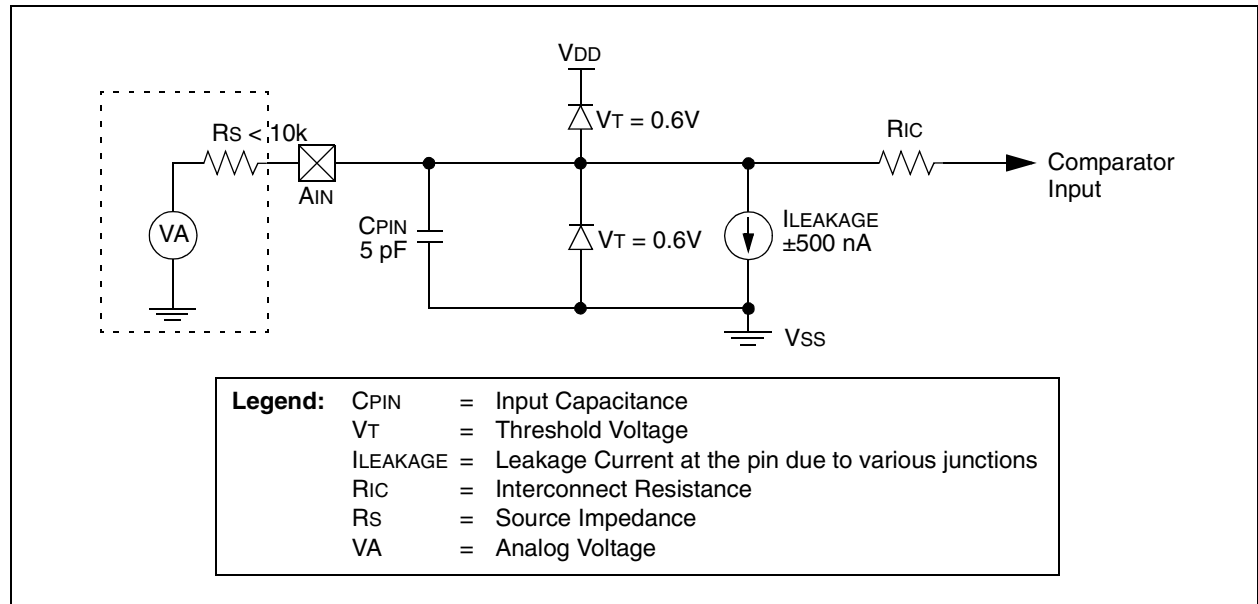 VDD
VT = 0.6V
RS < 10k
RIC
AIN
Comparator
Input
VA
CPIN
5 pF
VT = 0.6V
ILEAKAGE
±500 nA
VSS
Legend: CPIN = Input Capacitance
VT = Threshold Voltage
ILEAKAGE = Leakage Current at the pin due to various junctions
RIC = Interconnect Resistance
RS = Source Impedance
VA = Analog Voltage